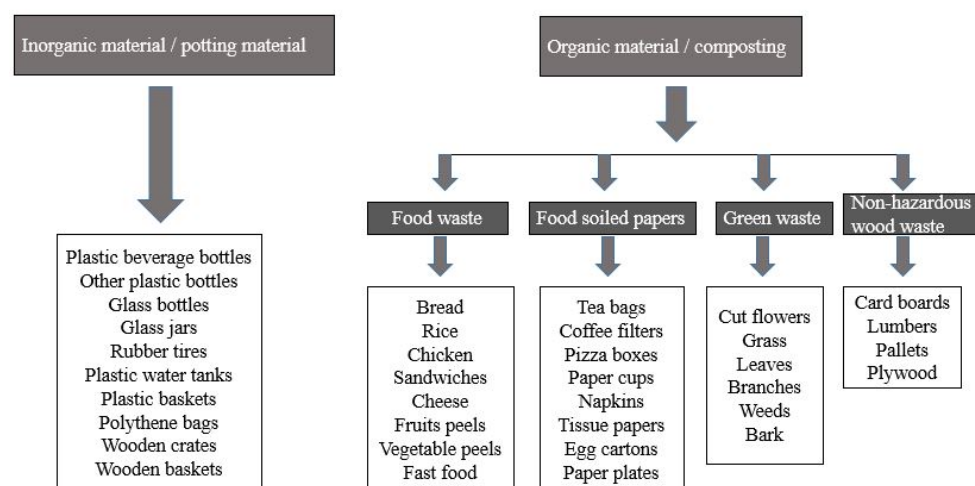 Inorganic material / potting material
Plastic beverage bottles
Other plastic bottles
Glass bottles
Glass jars
Rubber tires
Plastic water tanks
Plastic baskets
Polythene bags
Wooden crates
Wooden baskets
Organic material / composting
Food waste
Bread
Rice
Chicken
Sandwiches
Cheese
Fruits peels
Vegetable peels
Fast food
Food soiled papers
Tea bags
Coffee filters
Pizza boxes
Paper cups
Napkins
Tissue papers
Egg cartons
Paper plates
Green waste
Cut flowers
Grass
Leaves
Branches
Weeds
Bark
Non-hazardous
wood waste
Card boards
Lumbers
Pallets
Plywood